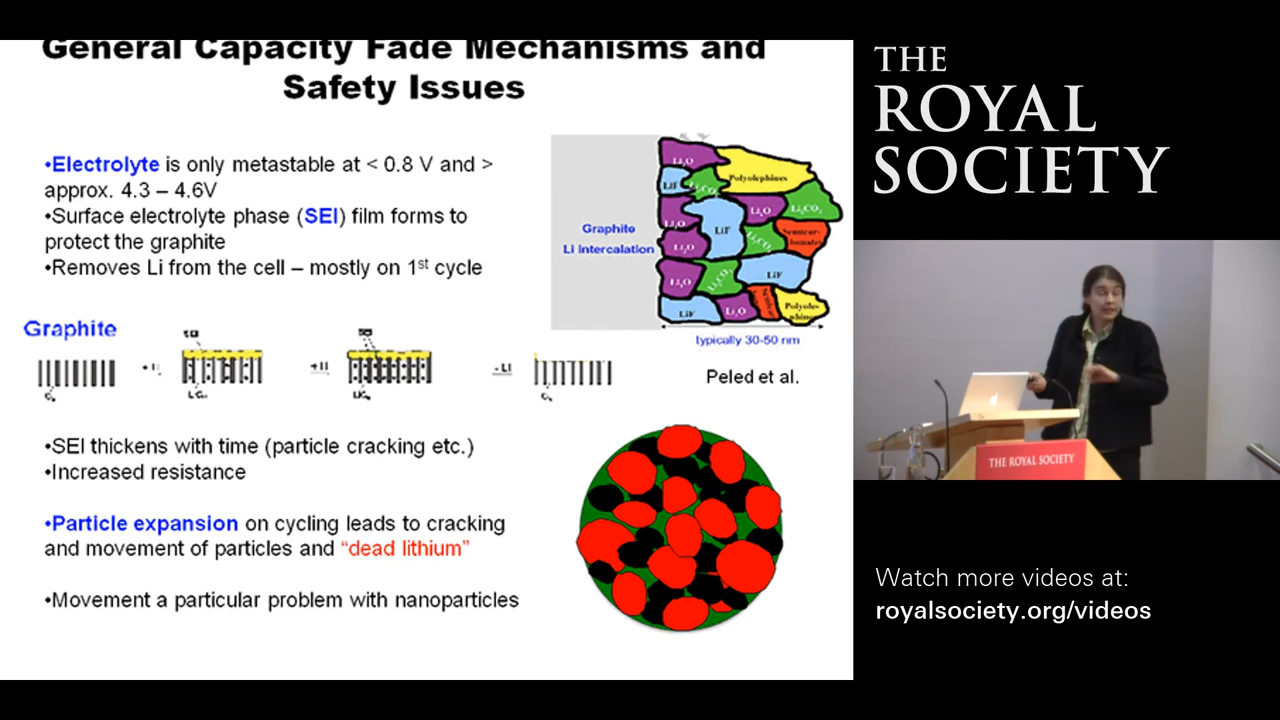 General Capacity Fade Mechanisms and
Safety Issues
•Electrolyte is only metastable at < 0.8 V and >
approx. 4.3 – 4.6V
•Surface electrolyte phase (SEI) film forms to
protect the graphite
•Removes Li from the cell – mostly on 1st cycle
Graphite
Li Intercalation
Li₂O
Polyolephines
LiF
Li₂CO₃
Li₂O
Li₂O
Li₂CO₃
LiF
Li₂CO₃
Semicar-
bonates
Li₂O
Li₂O
Li₂CO₃
LiF
LiF
Li₂O
Polyole-
phines
typically 30-50 nm
Peled et al.
Graphite
•SEI thickens with time (particle cracking etc.)
•Increased resistance
•Particle expansion on cycling leads to cracking
and movement of particles and “dead lithium”
•Movement a particular problem with nanoparticles
THE
ROYAL
SOCIETY
THE ROYAL SOCIETY
Watch more videos at:
royalsociety.org/videos